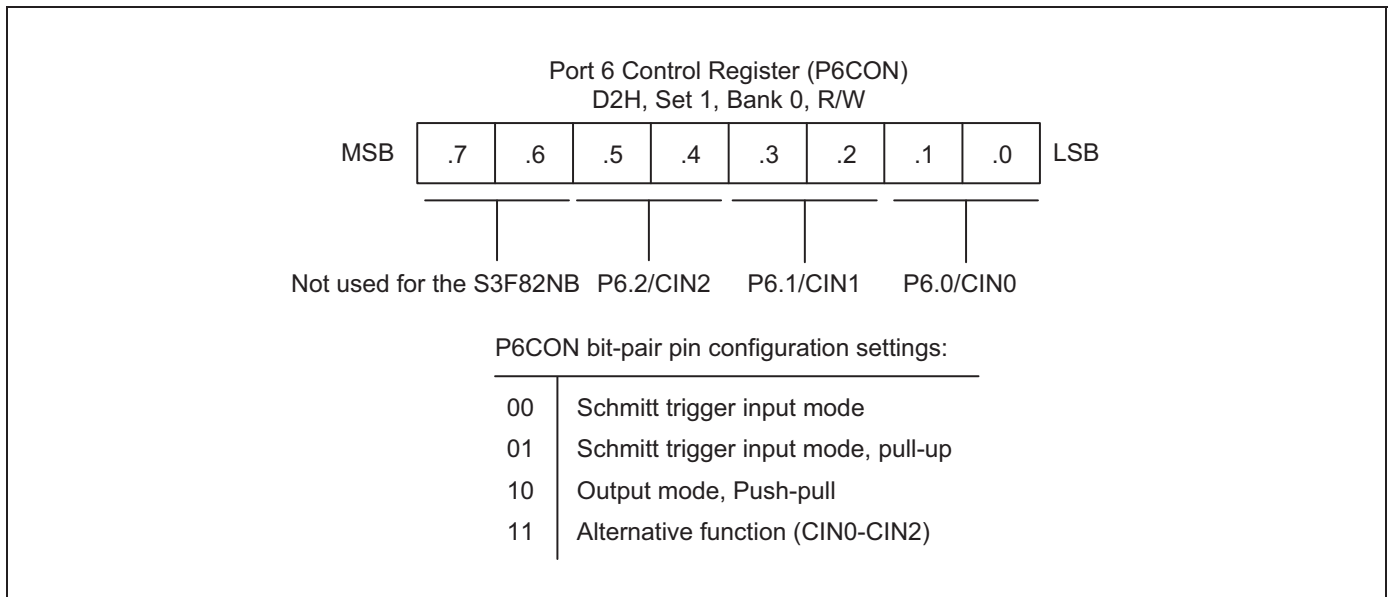 Port 6 Control Register (P6CON)
D2H, Set 1, Bank 0, R/W
MSB .7 .6 .5 .4 .3 .2 .1 .0 LSB
Not used for the S3F82NB P6.2/CIN2 P6.1/CIN1 P6.0/CIN0
P6CON bit-pair pin configuration settings:
00 Schmitt trigger input mode
01 Schmitt trigger input mode, pull-up
10 Output mode, Push-pull
11 Alternative function (CIN0-CIN2)